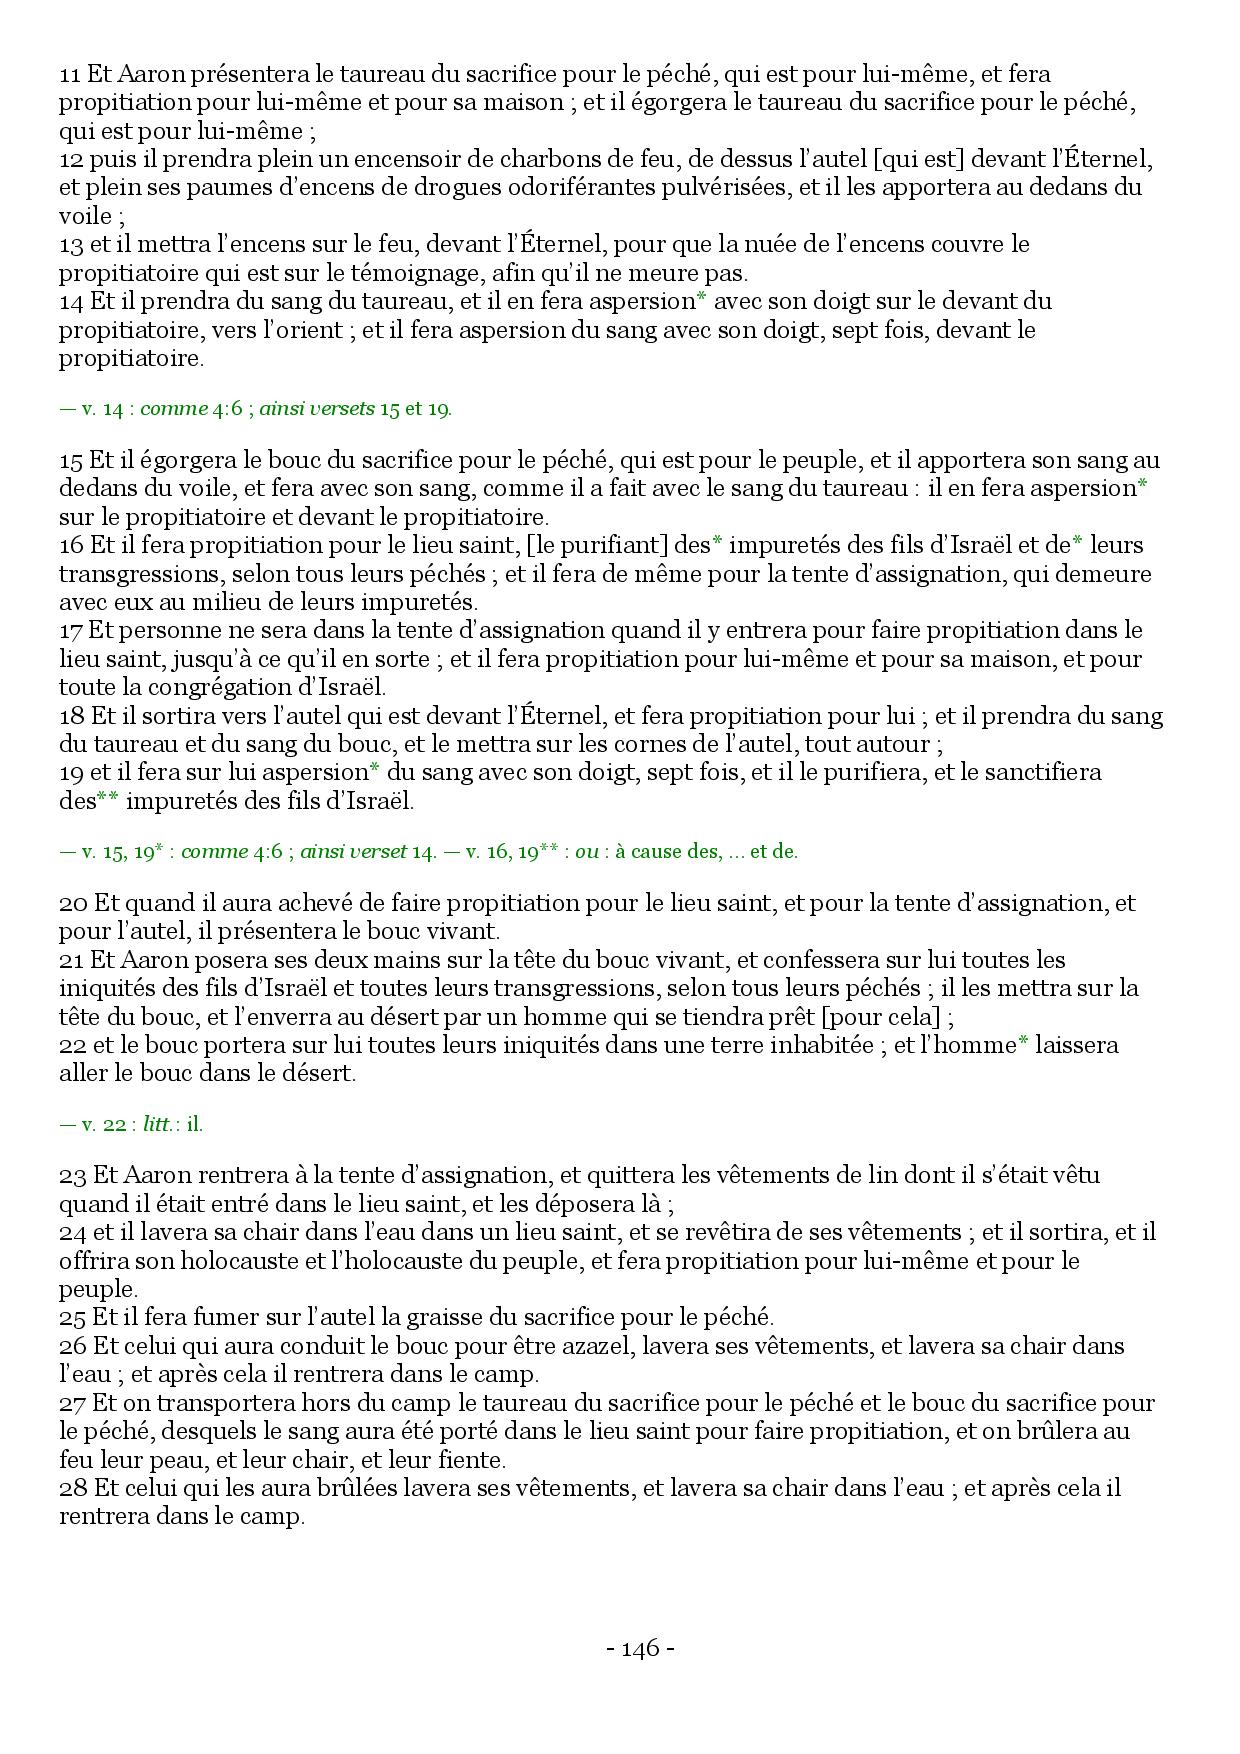 11 Et Aaron présentera le taureau du sacrifice pour le péché, qui est pour lui-même, et fera
propitiation pour lui-même et pour sa maison ; et il égorgera le taureau du sacrifice pour le péché,
qui est pour lui-même ;
12 puis il prendra plein un encensoir de charbons de feu, de dessus l’autel [qui est] devant l’Éternel,
et plein ses paumes d’encens de drogues odoriférantes pulvérisées, et il les apportera au dedans du
voile ;
13 et il mettra l’encens sur le feu, devant l’Éternel, pour que la nuée de l’encens couvre le
propitiatoire qui est sur le témoignage, afin qu’il ne meure pas.
14 Et il prendra du sang du taureau, et il en fera aspersion* avec son doigt sur le devant du
propitiatoire, vers l’orient ; et il fera aspersion du sang avec son doigt, sept fois, devant le
propitiatoire.
— v. 14 : comme 4:6 ; ainsi versets 15 et 19.
15 Et il égorgera le bouc du sacrifice pour le péché, qui est pour le peuple, et il apportera son sang au
dedans du voile, et fera avec son sang, comme il a fait avec le sang du taureau : il en fera aspersion*
sur le propitiatoire et devant le propitiatoire.
16 Et il fera propitiation pour le lieu saint, [le purifiant] des* impuretés des fils d’Israël et de* leurs
transgressions, selon tous leurs péchés ; et il fera de même pour la tente d’assignation, qui demeure
avec eux au milieu de leurs impuretés.
17 Et personne ne sera dans la tente d’assignation quand il y entrera pour faire propitiation dans le
lieu saint, jusqu’à ce qu’il en sorte ; et il fera propitiation pour lui-même et pour sa maison, et pour
toute la congrégation d’Israël.
18 Et il sortira vers l’autel qui est devant l’Éternel, et fera propitiation pour lui ; et il prendra du sang
du taureau et du sang du bouc, et le mettra sur les cornes de l’autel, tout autour ;
19 et il fera sur lui aspersion* du sang avec son doigt, sept fois, et il le purifiera, et le sanctifiera
des** impuretés des fils d’Israël.
— v. 15, 19* : comme 4:6 ; ainsi verset 14. — v. 16, 19** : ou : à cause des, … et de.
20 Et quand il aura achevé de faire propitiation pour le lieu saint, et pour la tente d’assignation, et
pour l’autel, il présentera le bouc vivant.
21 Et Aaron posera ses deux mains sur la tête du bouc vivant, et confessera sur lui toutes les
iniquités des fils d’Israël et toutes leurs transgressions, selon tous leurs péchés ; il les mettra sur la
tête du bouc, et l’enverra au désert par un homme qui se tiendra prêt [pour cela] ;
22 et le bouc portera sur lui toutes leurs iniquités dans une terre inhabitée ; et l’homme* laissera
aller le bouc dans le désert.
— v. 22 : litt.: il.
23 Et Aaron rentrera à la tente d’assignation, et quittera les vêtements de lin dont il s’était vêtu
quand il était entré dans le lieu saint, et les déposera là ;
24 et il lavera sa chair dans l’eau dans un lieu saint, et se revêtira de ses vêtements ; et il sortira, et il
offrira son holocauste et l’holocauste du peuple, et fera propitiation pour lui-même et pour le
peuple.
25 Et il fera fumer sur l’autel la graisse du sacrifice pour le péché.
26 Et celui qui aura conduit le bouc pour être azazel, lavera ses vêtements, et lavera sa chair dans
l’eau ; et après cela il rentrera dans le camp.
27 Et on transportera hors du camp le taureau du sacrifice pour le péché et le bouc du sacrifice pour
le péché, desquels le sang aura été porté dans le lieu saint pour faire propitiation, et on brûlera au
feu leur peau, et leur chair, et leur fiente.
28 Et celui qui les aura brûlées lavera ses vêtements, et lavera sa chair dans l’eau ; et après cela il
rentrera dans le camp.
- 146 -